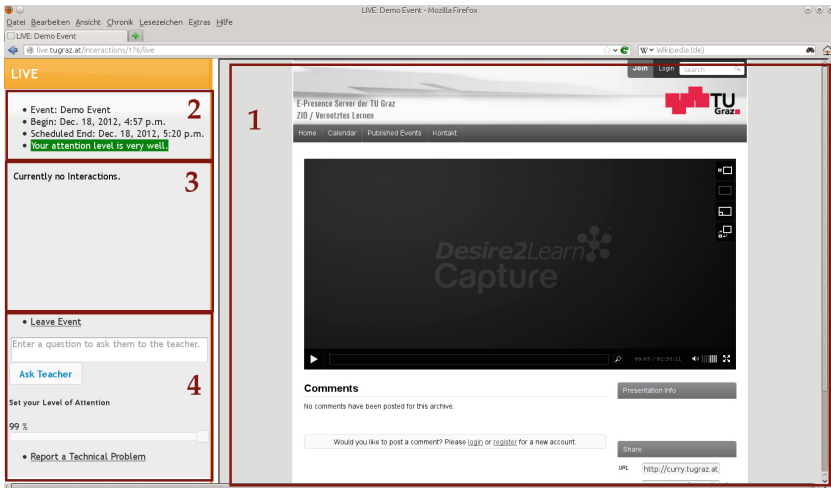 LIVE: Demo Event - Mozilla Firefox
Datei Bearbeiten Ansicht Chronik Lesezeichen Extras Hilfe
LIVE: Demo Event
live.tugraz.at/interactions/176/live
Wikipedia (de)
LIVE
2
• Event: Demo Event
• Begin: Dec. 18, 2012, 4:57 p.m.
• Scheduled End: Dec. 18, 2012, 5:20 p.m.
• Your attention level is very well.
3
Currently no Interactions.
4
• Leave Event
Enter a question to ask them to the teacher.
Ask Teacher
Set your Level of Attention
99 %
• Report a Technical Problem
1
Join Login Search
E-Presence Server der TU Graz
ZID / Vernetztes Lernen
TU
Graz
Home Calendar Published Events Kontakt
Desire2Learn
Capture
00:09 / 02:50:11
Comments
No comments have been posted for this archive.
Would you like to post a comment? Please login or register for a new account.
Presentation Info
Share
URL http://curry.tugraz.at